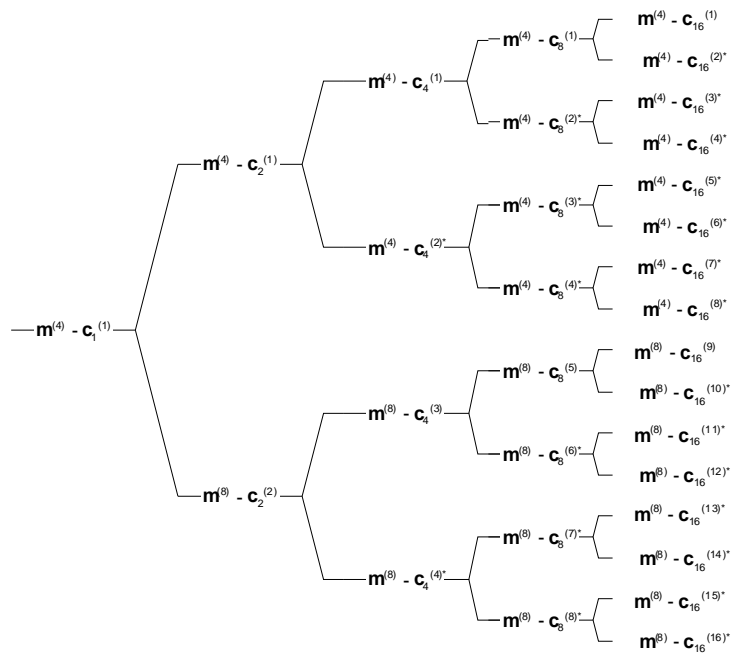 m(4) - c16(1)
m(4) - c8(1)
m(4) - c16(2)*
m(4) - c4(1)
m(4) - c16(3)*
m(4) - c8(2)*
m(4) - c16(4)*
m(4) - c2(1)
m(4) - c16(5)*
m(4) - c8(3)*
m(4) - c16(6)*
m(4) - c4(2)*
m(4) - c16(7)*
m(4) - c8(4)*
m(4) - c16(8)*
m(4) - c1(1)
m(8) - c16(9)
m(8) - c8(5)
m(8) - c16(10)*
m(8) - c4(3)
m(8) - c16(11)*
m(8) - c8(6)*
m(8) - c16(12)*
m(8) - c2(2)
m(8) - c16(13)*
m(8) - c8(7)*
m(8) - c16(14)*
m(8) - c4(4)*
m(8) - c16(15)*
m(8) - c8(8)*
m(8) - c16(16)*